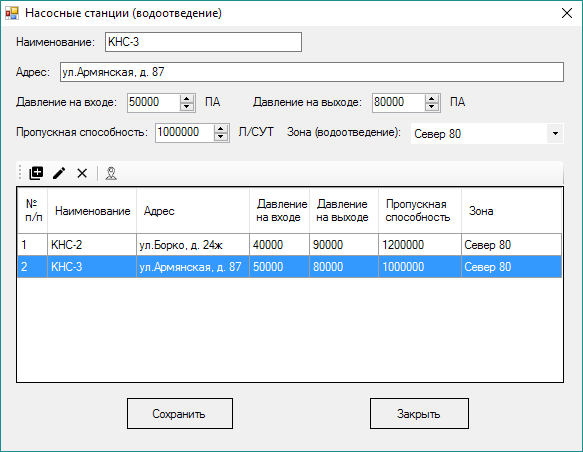 Насосные станции (водоотведение)
Наименование: КНС-3
Адрес: ул.Армянская, д. 87
Давление на входе: 50000 ПА Давление на выходе: 80000 ПА
Пропускная способность: 1000000 Л/СУТ Зона (водоотведение): Север 80
№ п/п Наименование Адрес Давление на входе Давление на выходе Пропускная способность Зона
1 КНС-2 ул.Борко, д. 24ж 40000 90000 1200000 Север 80
2 КНС-3 ул.Армянская, д. 87 50000 80000 1000000 Север 80
Сохранить Закрыть